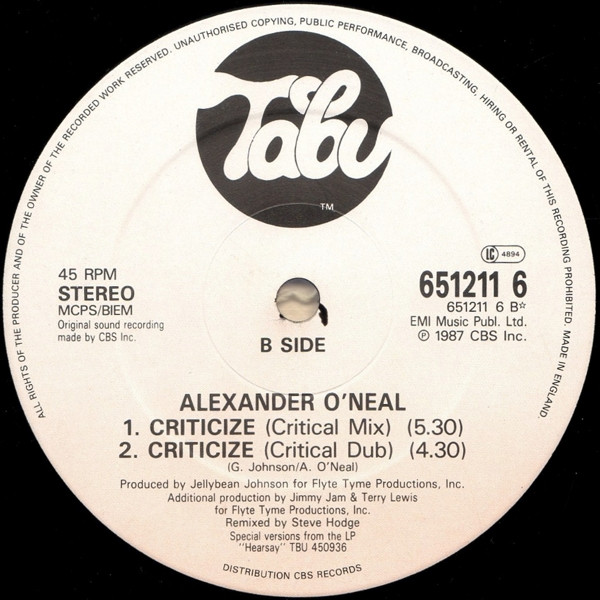 ALL RIGHTS OF THE PRODUCER AND OF THE OWNER OF THE RECORDED WORK RESERVED. UNAUTHORISED COPYING, PUBLIC PERFORMANCE, BROADCASTING, HIRING OR RENTAL OF THIS RECORDING PROHIBITED. MADE IN ENGLAND.
Tabu
TM
45 RPM
STEREO
MCPS/BIEM
Original sound recording
made by CBS Inc.
LC 4894
651211 6
651211 6 B☆
EMI Music Publ. Ltd.
℗ 1987 CBS Inc.
B SIDE
ALEXANDER O'NEAL
1. CRITICIZE (Critical Mix) (5.30)
2. CRITICIZE (Critical Dub) (4.30)
(G. Johnson/A. O'Neal)
Produced by Jellybean Johnson for Flyte Tyme Productions, Inc.
Additional production by Jimmy Jam & Terry Lewis
for Flyte Tyme Productions, Inc.
Remixed by Steve Hodge
Special versions from the LP
"Hearsay" TBU 450936
DISTRIBUTION CBS RECORDS